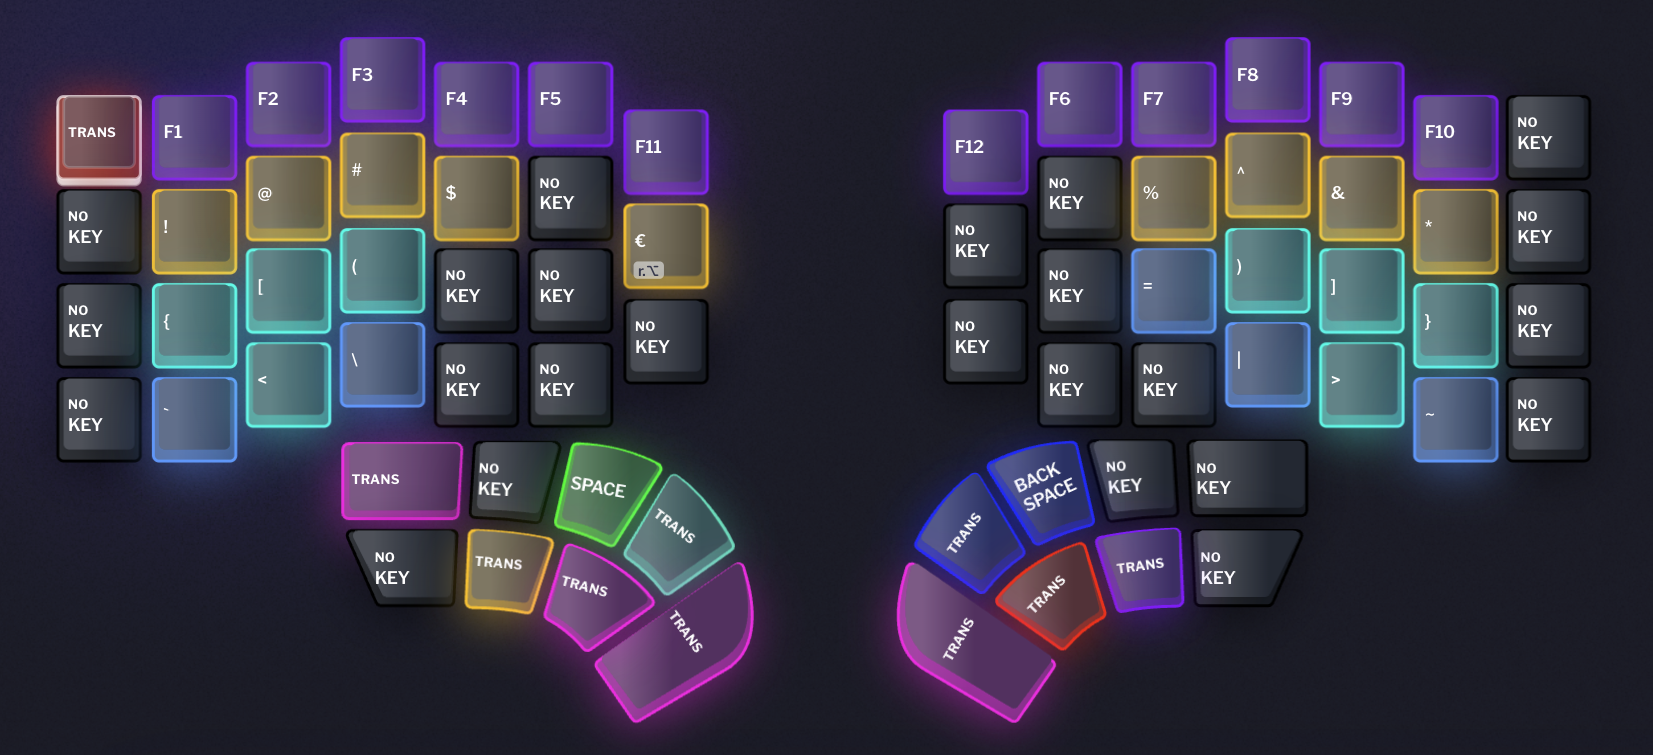 TRANS
F1
F2
F3
F4
F5
F11
F12
F6
F7
F8
F9
F10
NO
KEY
NO
KEY
!
@
#
$
NO
KEY
€
r.⌥
NO
KEY
NO
KEY
%
^
&
*
NO
KEY
NO
KEY
{
[
(
NO
KEY
NO
KEY
NO
KEY
NO
KEY
NO
KEY
=
)
]
}
NO
KEY
NO
KEY
`
<
\
NO
KEY
NO
KEY
NO
KEY
NO
KEY
|
>
~
NO
KEY
TRANS
NO
KEY
SPACE
TRANS
TRANS
BACK
SPACE
NO
KEY
NO
KEY
NO
KEY
TRANS
TRANS
TRANS
TRANS
TRANS
TRANS
NO
KEY